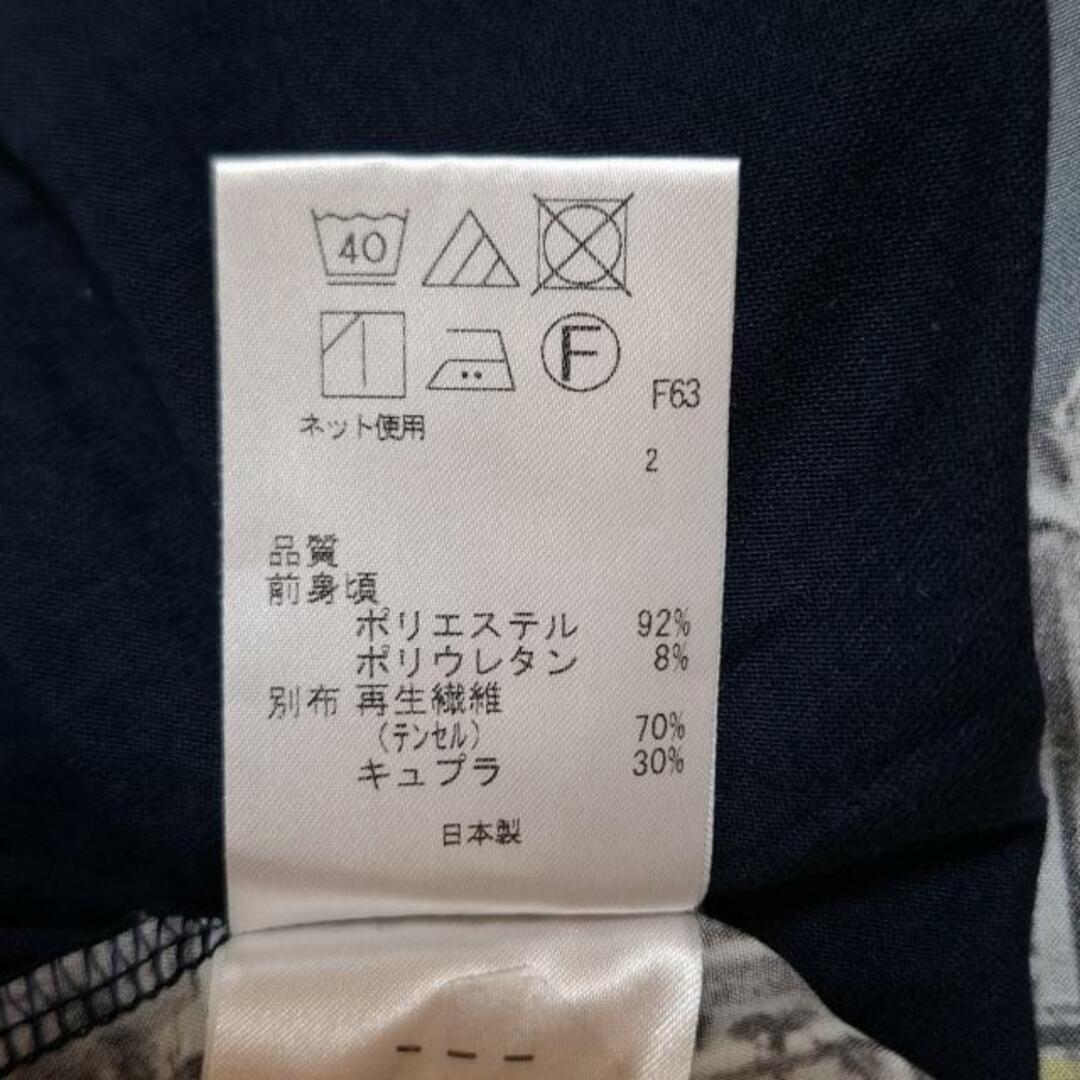 40
F
F63
ネット使用
2
品質
前身頃
ポリエステル 92%
ポリウレタン 8%
別布 再生繊維
(テンセル) 70%
キュプラ 30%
日本製